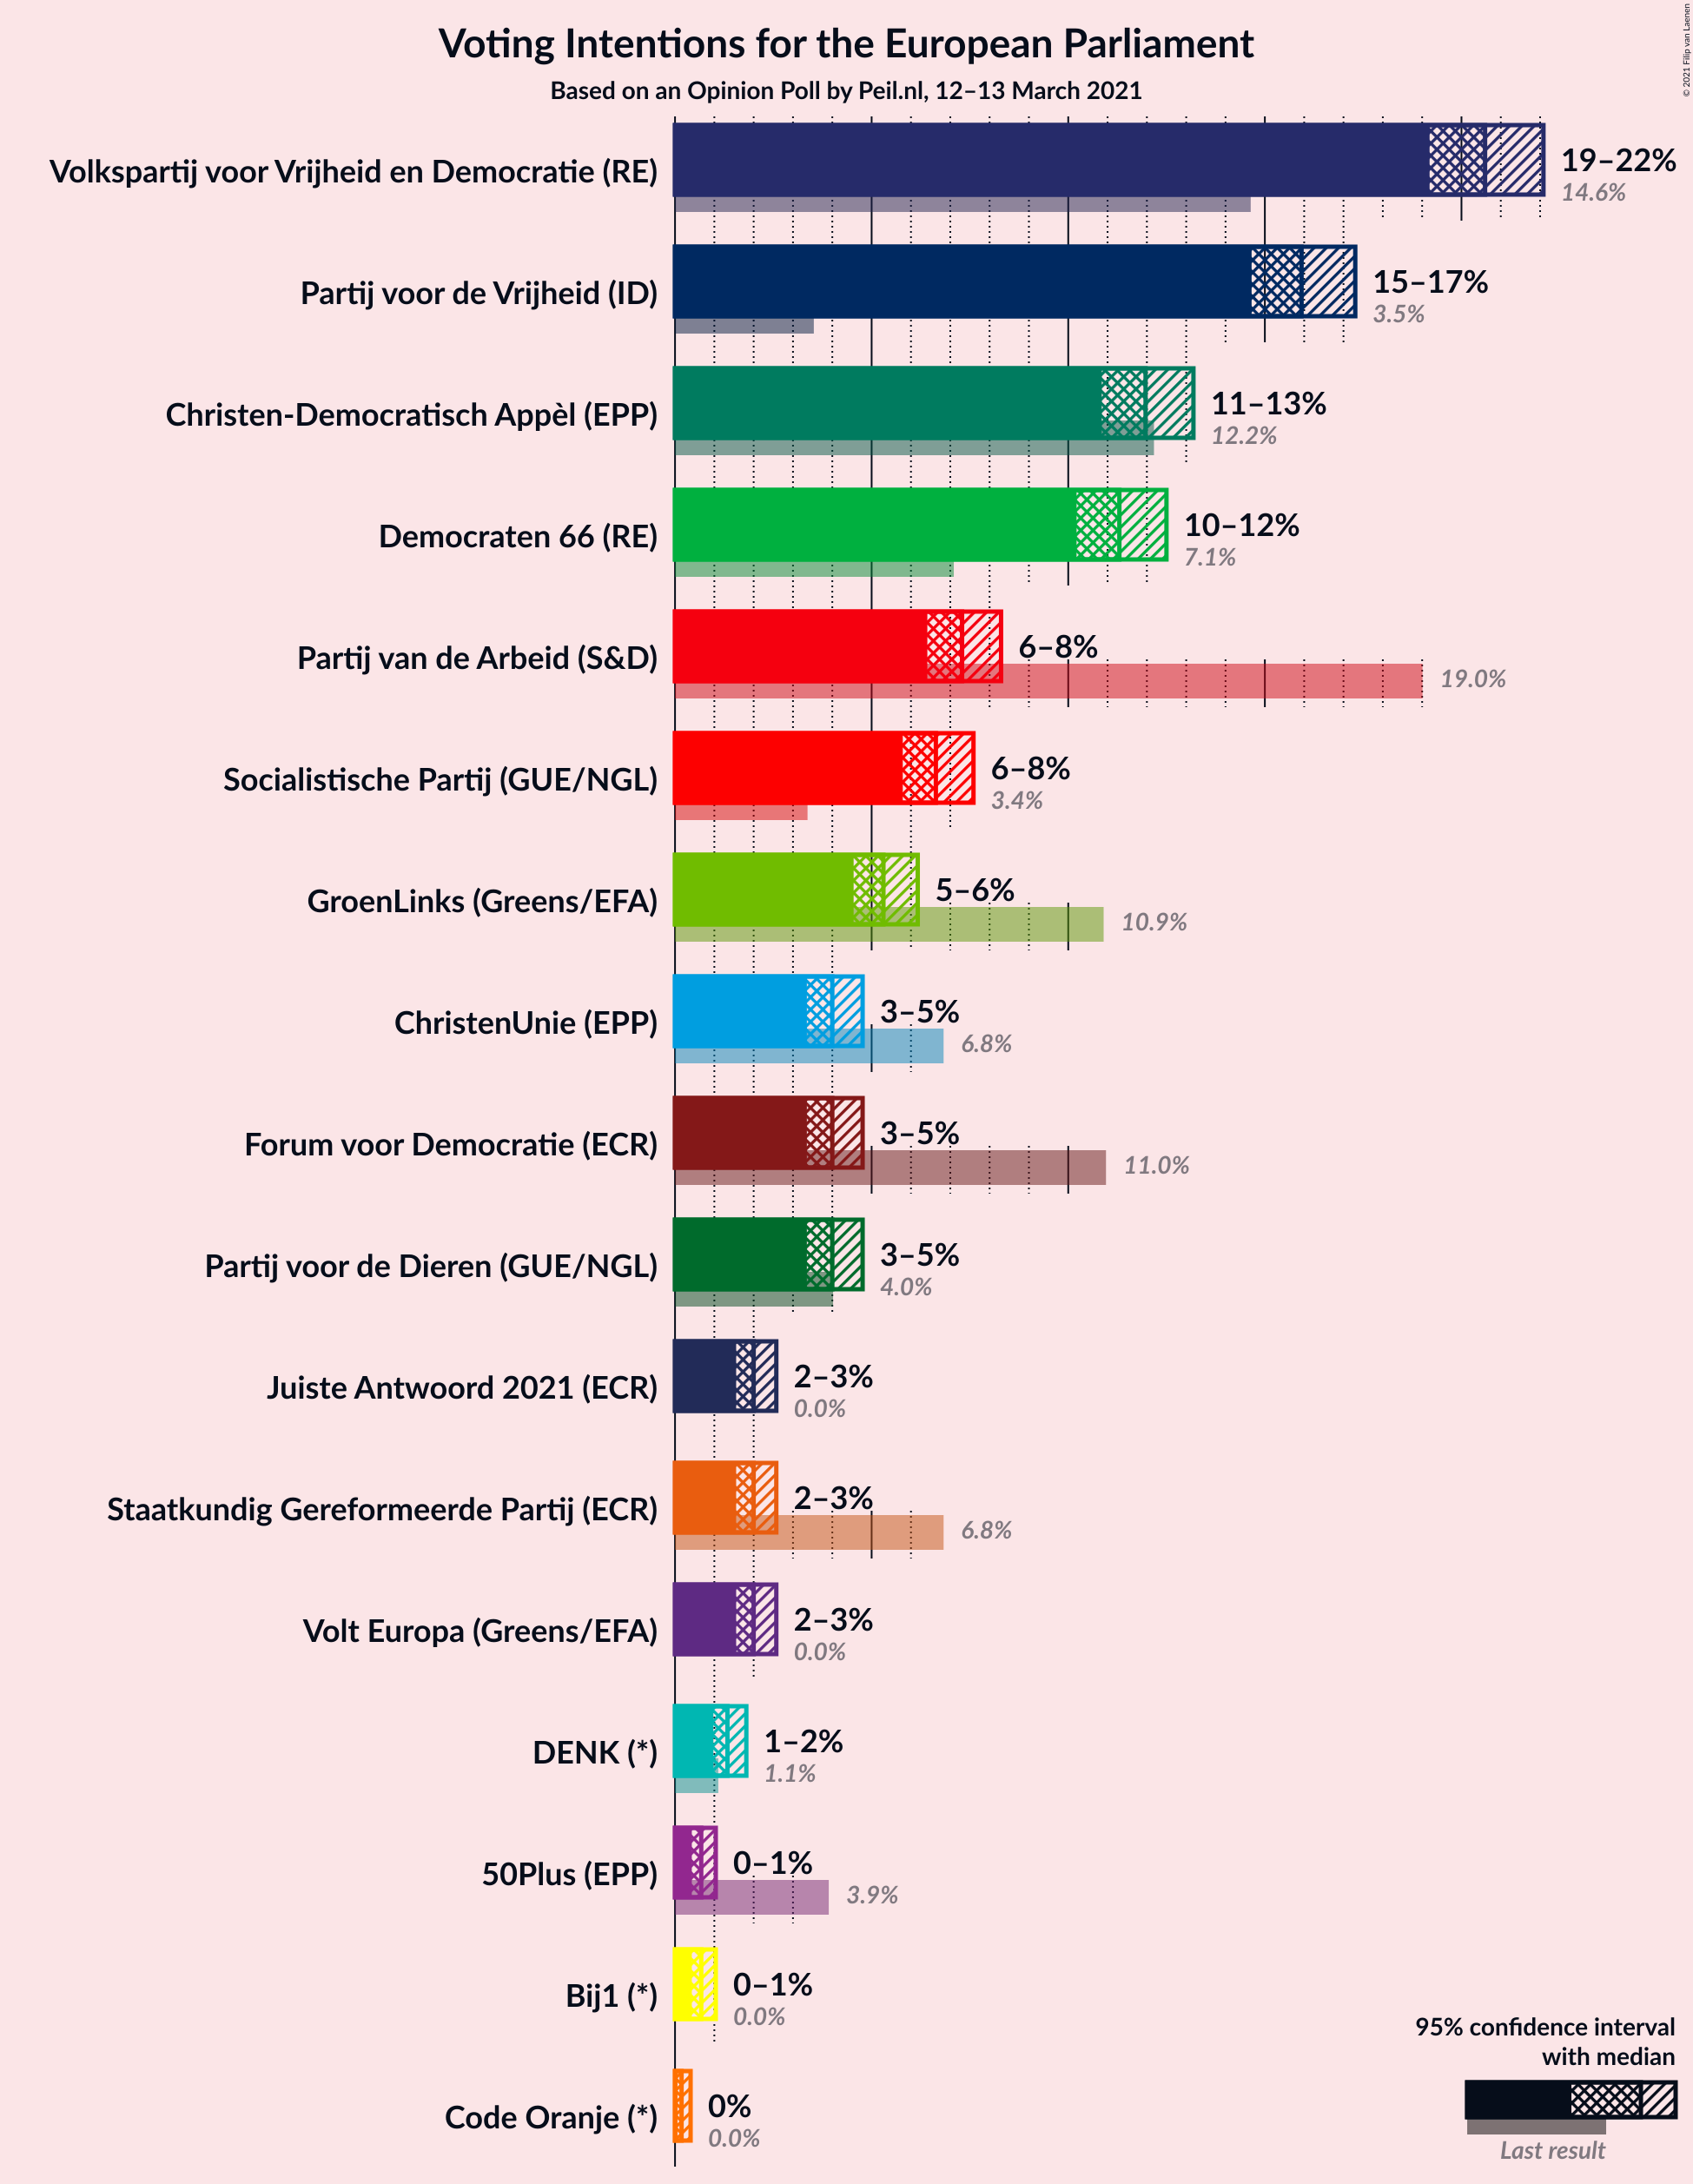 Voting Intentions for the European Parliament
Based on an Opinion Poll by Peil.nl, 12–13 March 2021
© 2021 Filip van Laenen
Volkspartij voor Vrijheid en Democratie (RE)
19–22%
14.6%
Partij voor de Vrijheid (ID)
15–17%
3.5%
Christen-Democratisch Appèl (EPP)
11–13%
12.2%
Democraten 66 (RE)
10–12%
7.1%
Partij van de Arbeid (S&D)
6–8%
19.0%
Socialistische Partij (GUE/NGL)
6–8%
3.4%
GroenLinks (Greens/EFA)
5–6%
10.9%
ChristenUnie (EPP)
3–5%
6.8%
Forum voor Democratie (ECR)
3–5%
11.0%
Partij voor de Dieren (GUE/NGL)
3–5%
4.0%
Juiste Antwoord 2021 (ECR)
2–3%
0.0%
Staatkundig Gereformeerde Partij (ECR)
2–3%
6.8%
Volt Europa (Greens/EFA)
2–3%
0.0%
DENK (*)
1–2%
1.1%
50Plus (EPP)
0–1%
3.9%
Bij1 (*)
0–1%
0.0%
Code Oranje (*)
0%
0.0%
95% confidence interval
with median
Last result